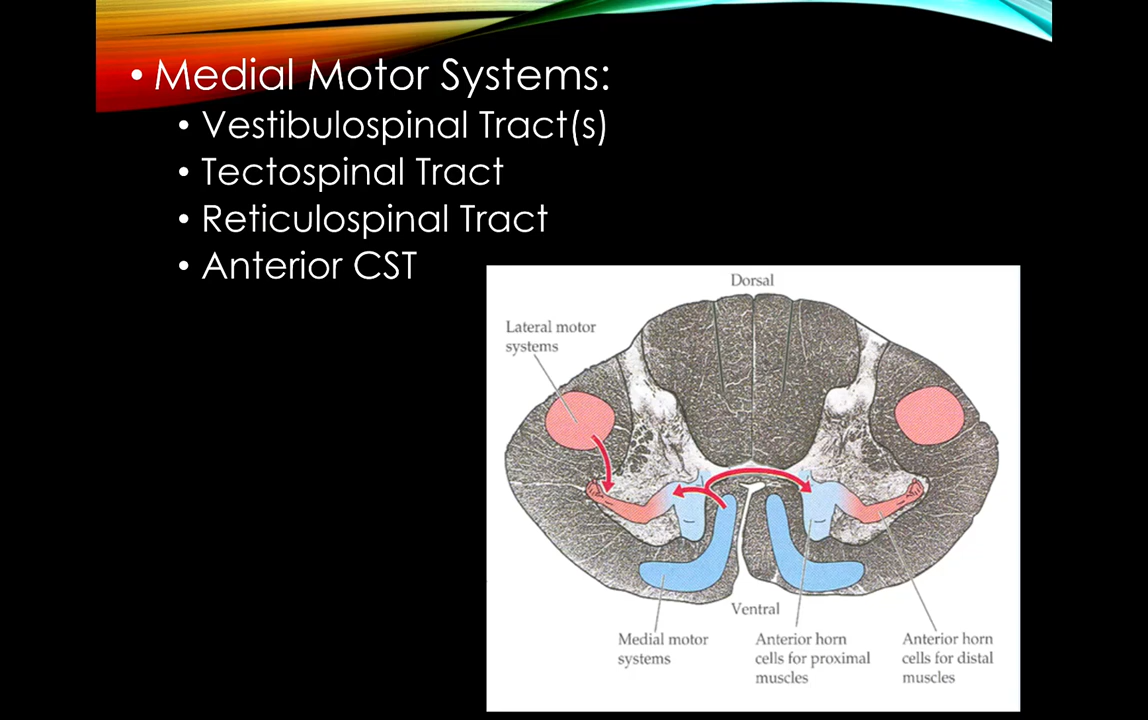 • Medial Motor Systems:
• Vestibulospinal Tract(s)
• Tectospinal Tract
• Reticulospinal Tract
• Anterior CST
Dorsal
Lateral motor
systems
Ventral
Medial motor
systems
Anterior horn
cells for proximal
muscles
Anterior horn
cells for distal
muscles